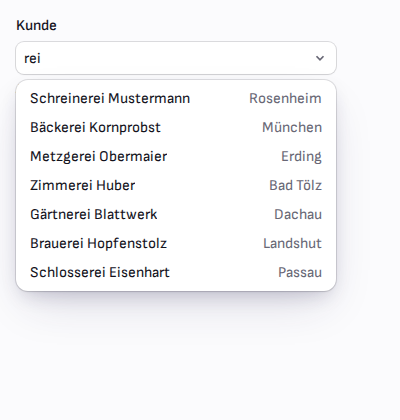 Kunde
rei
Schreinerei Mustermann Rosenheim
Bäckerei Kornprobst München
Metzgerei Obermaier Erding
Zimmerei Huber Bad Tölz
Gärtnerei Blattwerk Dachau
Brauerei Hopfenstolz Landshut
Schlosserei Eisenhart Passau